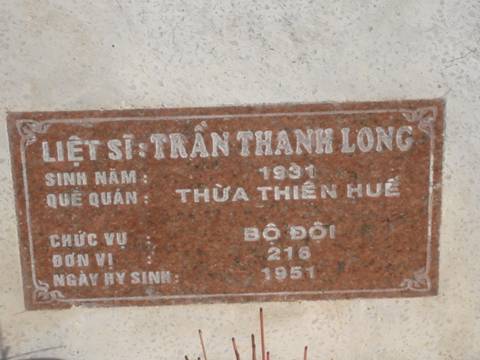 LIỆT SĨ : TRẦN THANH LONG
SINH NĂM : 1931
QUÊ QUÁN : THỪA THIÊN HUẾ
CHỨC VỤ : BỘ ĐỘI
ĐƠN VỊ : 216
NGÀY HY SINH : 1951